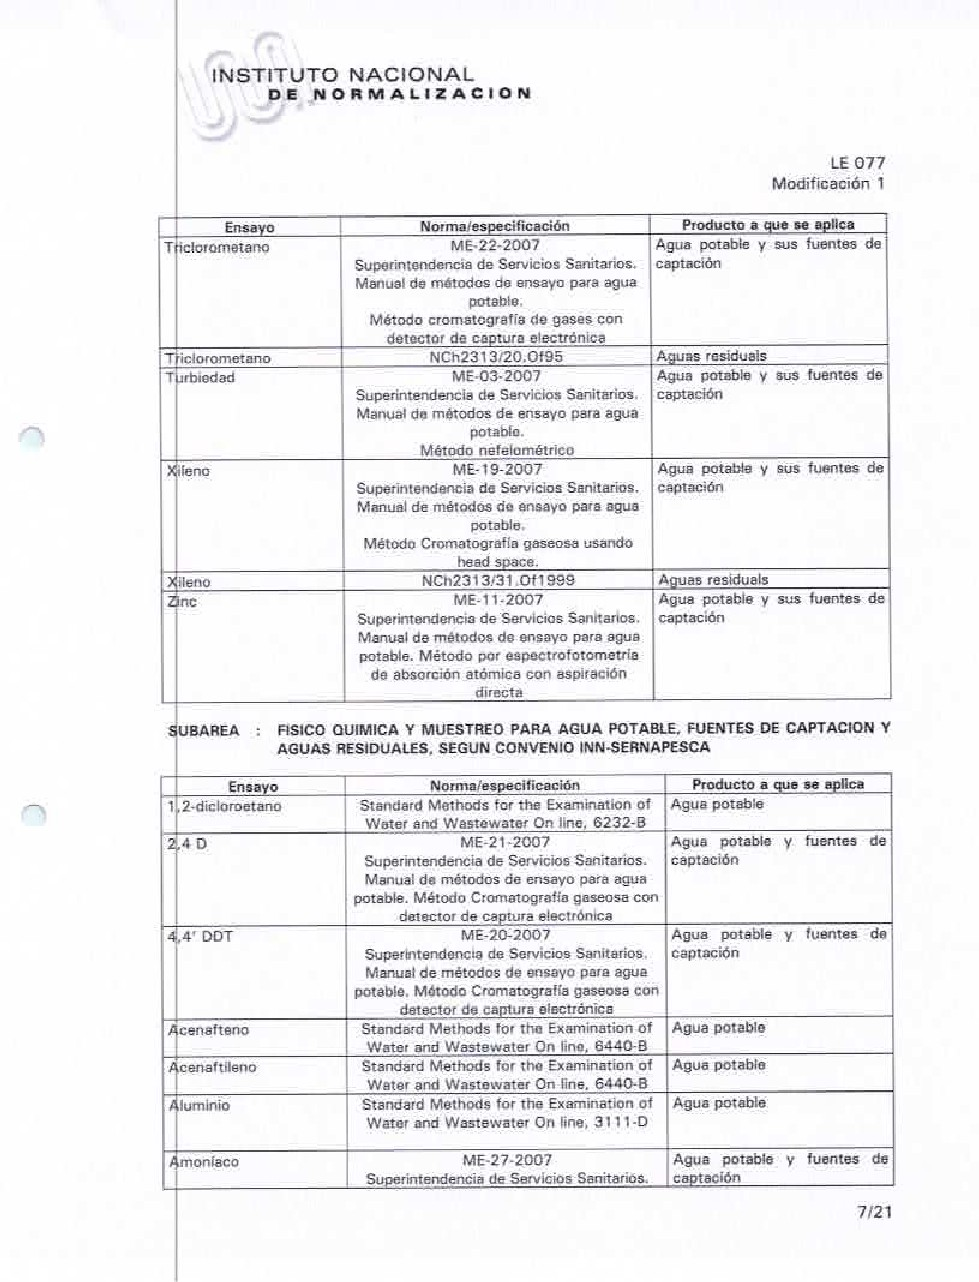 INSTITUTO NACIONAL
DE NORMALIZACION
LE 077
Modificación 1
Ensayo Norma/especificación Producto a que se aplica
Triclorometano ME-22-2007 Agua potable y sus fuentes de
Superintendencia de Servicios Sanitarios. captación
Manual de métodos de ensayo para agua
potable.
Método cromatografía de gases con
detector de captura electrónica
Triclorometano NCh2313/20.Of95 Aguas residuals
Turbiedad ME-03-2007 Agua potable y sus fuentes de
Superintendencia de Servicios Sanitarios. captación
Manual de métodos de ensayo para agua
potable.
Método nefelométrico
Xileno ME-19-2007 Agua potable y sus fuentes de
Superintendencia de Servicios Sanitarios. captación
Manual de métodos de ensayo para agua
potable.
Método Cromatografía gaseosa usando
head space.
Xileno NCh2313/31.Of1999 Aguas residuals
Zinc ME-11-2007 Agua potable y sus fuentes de
Superintendencia de Servicios Sanitarios. captación
Manual de métodos de ensayo para agua
potable. Método por espectrofotometría
de absorción atómica con aspiración
directa
SUBAREA : FISICO QUIMICA Y MUESTREO PARA AGUA POTABLE, FUENTES DE CAPTACION Y
AGUAS RESIDUALES, SEGUN CONVENIO INN-SERNAPESCA
Ensayo Norma/especificación Producto a que se aplica
1,2-dicloroetano Standard Methods for the Examination of Agua potable
Water and Wastewater On line, 6232-B
2,4 D ME-21-2007 Agua potable y fuentes de
Superintendencia de Servicios Sanitarios. captación
Manual de métodos de ensayo para agua
potable. Método Cromatografía gaseosa con
detector de captura electrónica
4,4' DDT ME-20-2007 Agua potable y fuentes de
Superintendencia de Servicios Sanitarios. captación
Manual de métodos de ensayo para agua
potable. Método Cromatografía gaseosa con
detector de captura electrónica
Acenafteno Standard Methods for the Examination of Agua potable
Water and Wastewater On line, 6440-B
Acenaftileno Standard Methods for the Examination of Agua potable
Water and Wastewater On line, 6440-B
Aluminio Standard Methods for the Examination of Agua potable
Water and Wastewater On line, 3111-D
Amoníaco ME-27-2007 Agua potable y fuentes de
Superintendencia de Servicios Sanitarios. captación
7/21